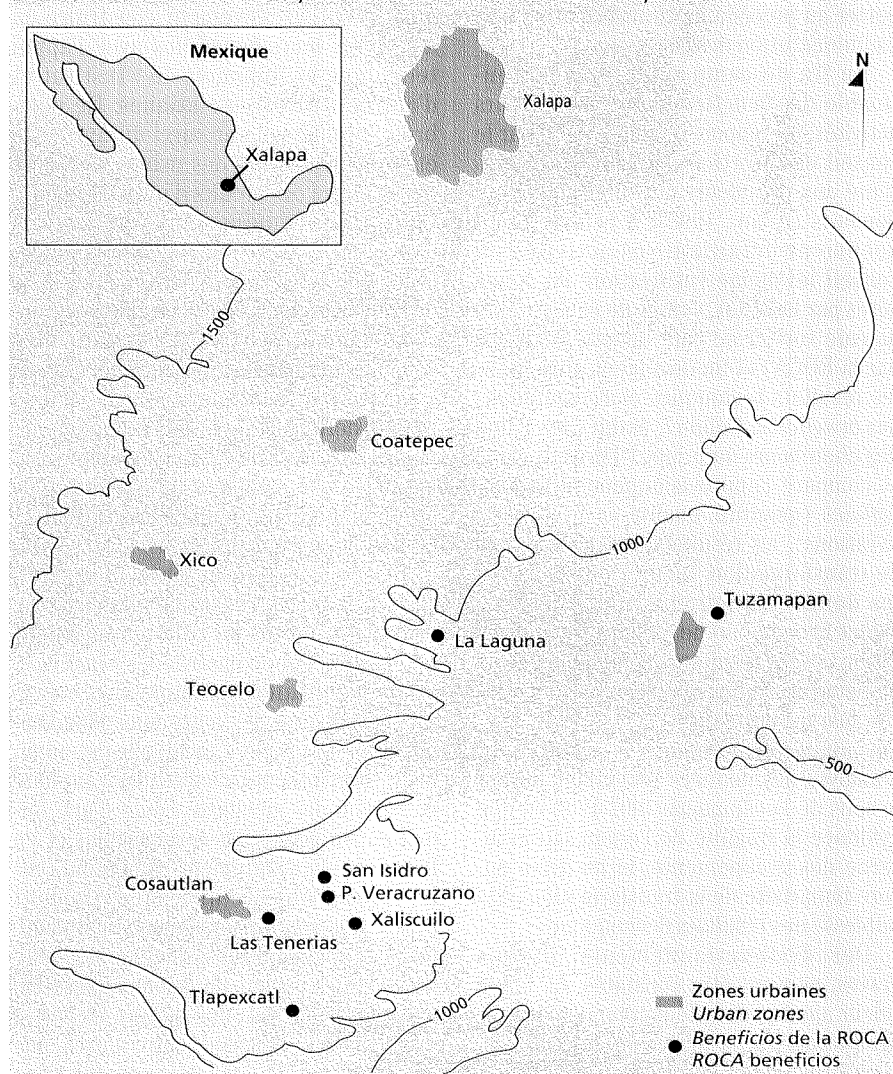 Mexique
Xalapa
Xalapa
N
1500
Coatepec
1000
Xico
Tuzamapan
La Laguna
Teocelo
500
San Isidro
Cosautlan
P. Veracruzano
Xaliscuilo
Las Tenerias
Tlapexcatl
1000
Zones urbaines
Urban zones
Beneficios de la ROCA
ROCA beneficios